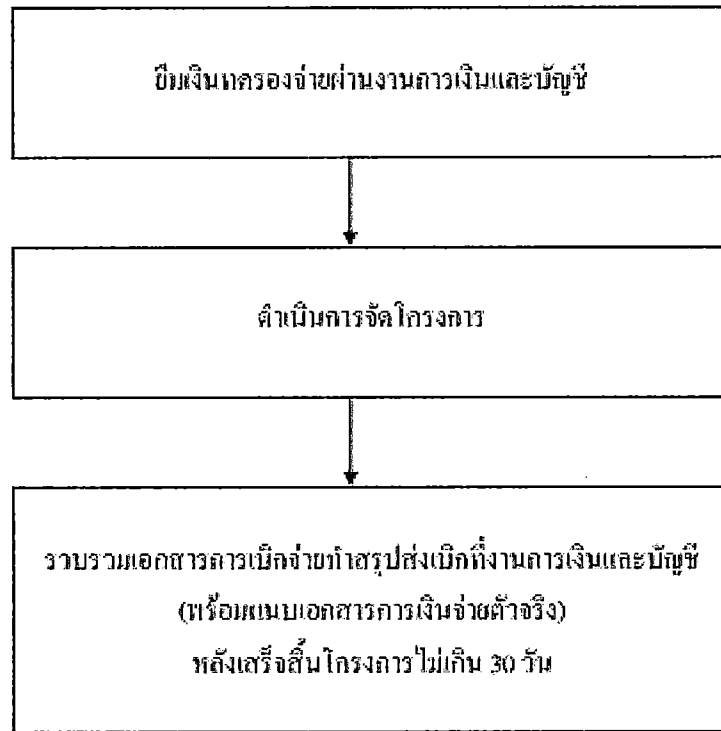 ยืมเงินทดรองจ่ายผ่านงานการเงินและบัญชี
ดำเนินการจัดโครงการ
รวบรวมเอกสารการเบิกจ่ายทำสรุปส่งเบิกที่งานการเงินและบัญชี
(พร้อมแนบเอกสารการเงินจ่ายตัวจริง)
หลังเสร็จสิ้นโครงการไม่เกิน 30 วัน